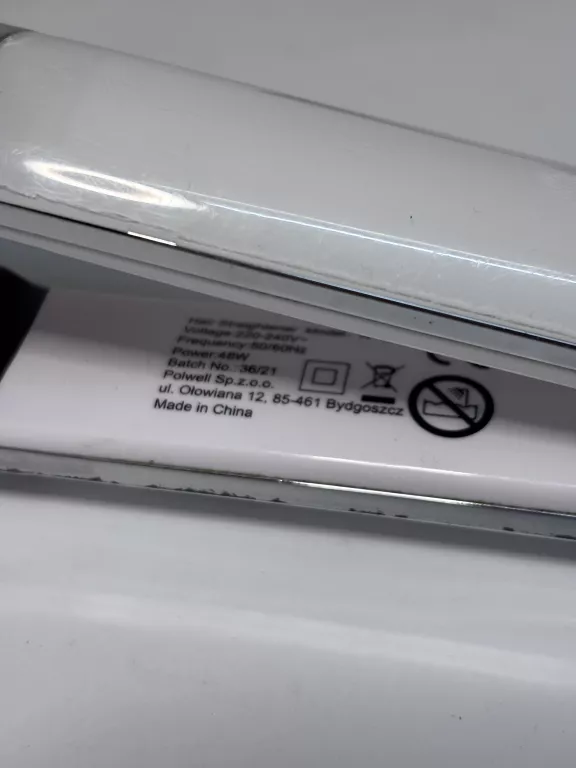 Hair Straightener Model
Voltage:220-240V~
Frequency:50/60Hz
Power:48W
Batch No.: 36/21
Polwell Sp.z.o.o.
ul. Ołowiana 12, 85-461 Bydgoszcz
Made in China